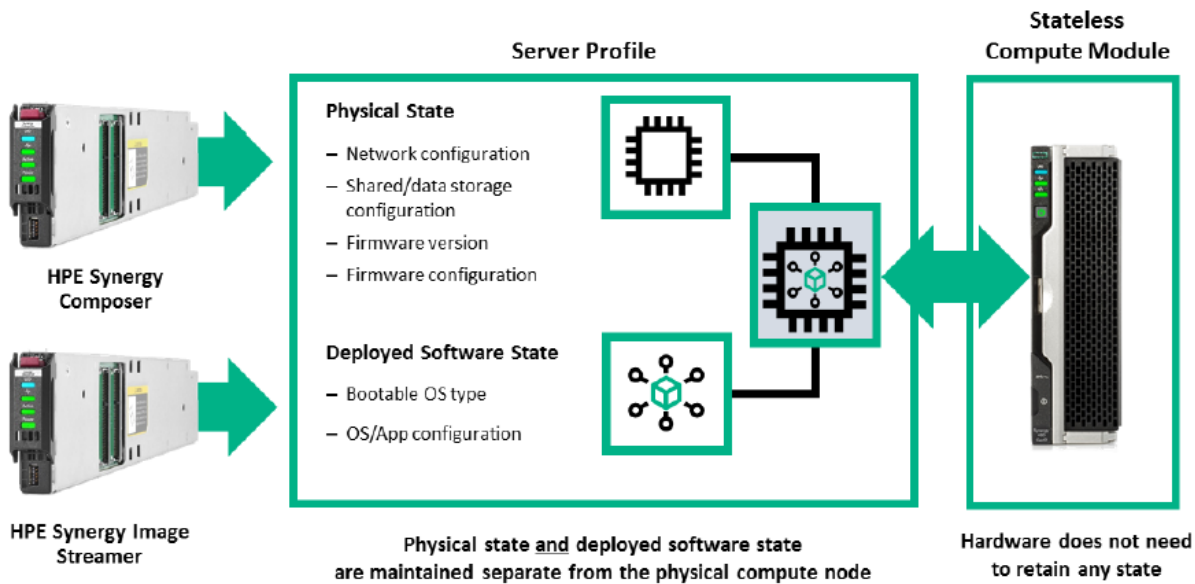 Stateless
Compute Module
Server Profile
Physical State
– Network configuration
– Shared/data storage
configuration
– Firmware version
– Firmware configuration
HPE Synergy
Composer
Deployed Software State
– Bootable OS type
– OS/App configuration
HPE Synergy Image
Streamer
Physical state and deployed software state
are maintained separate from the physical compute node
Hardware does not need
to retain any state